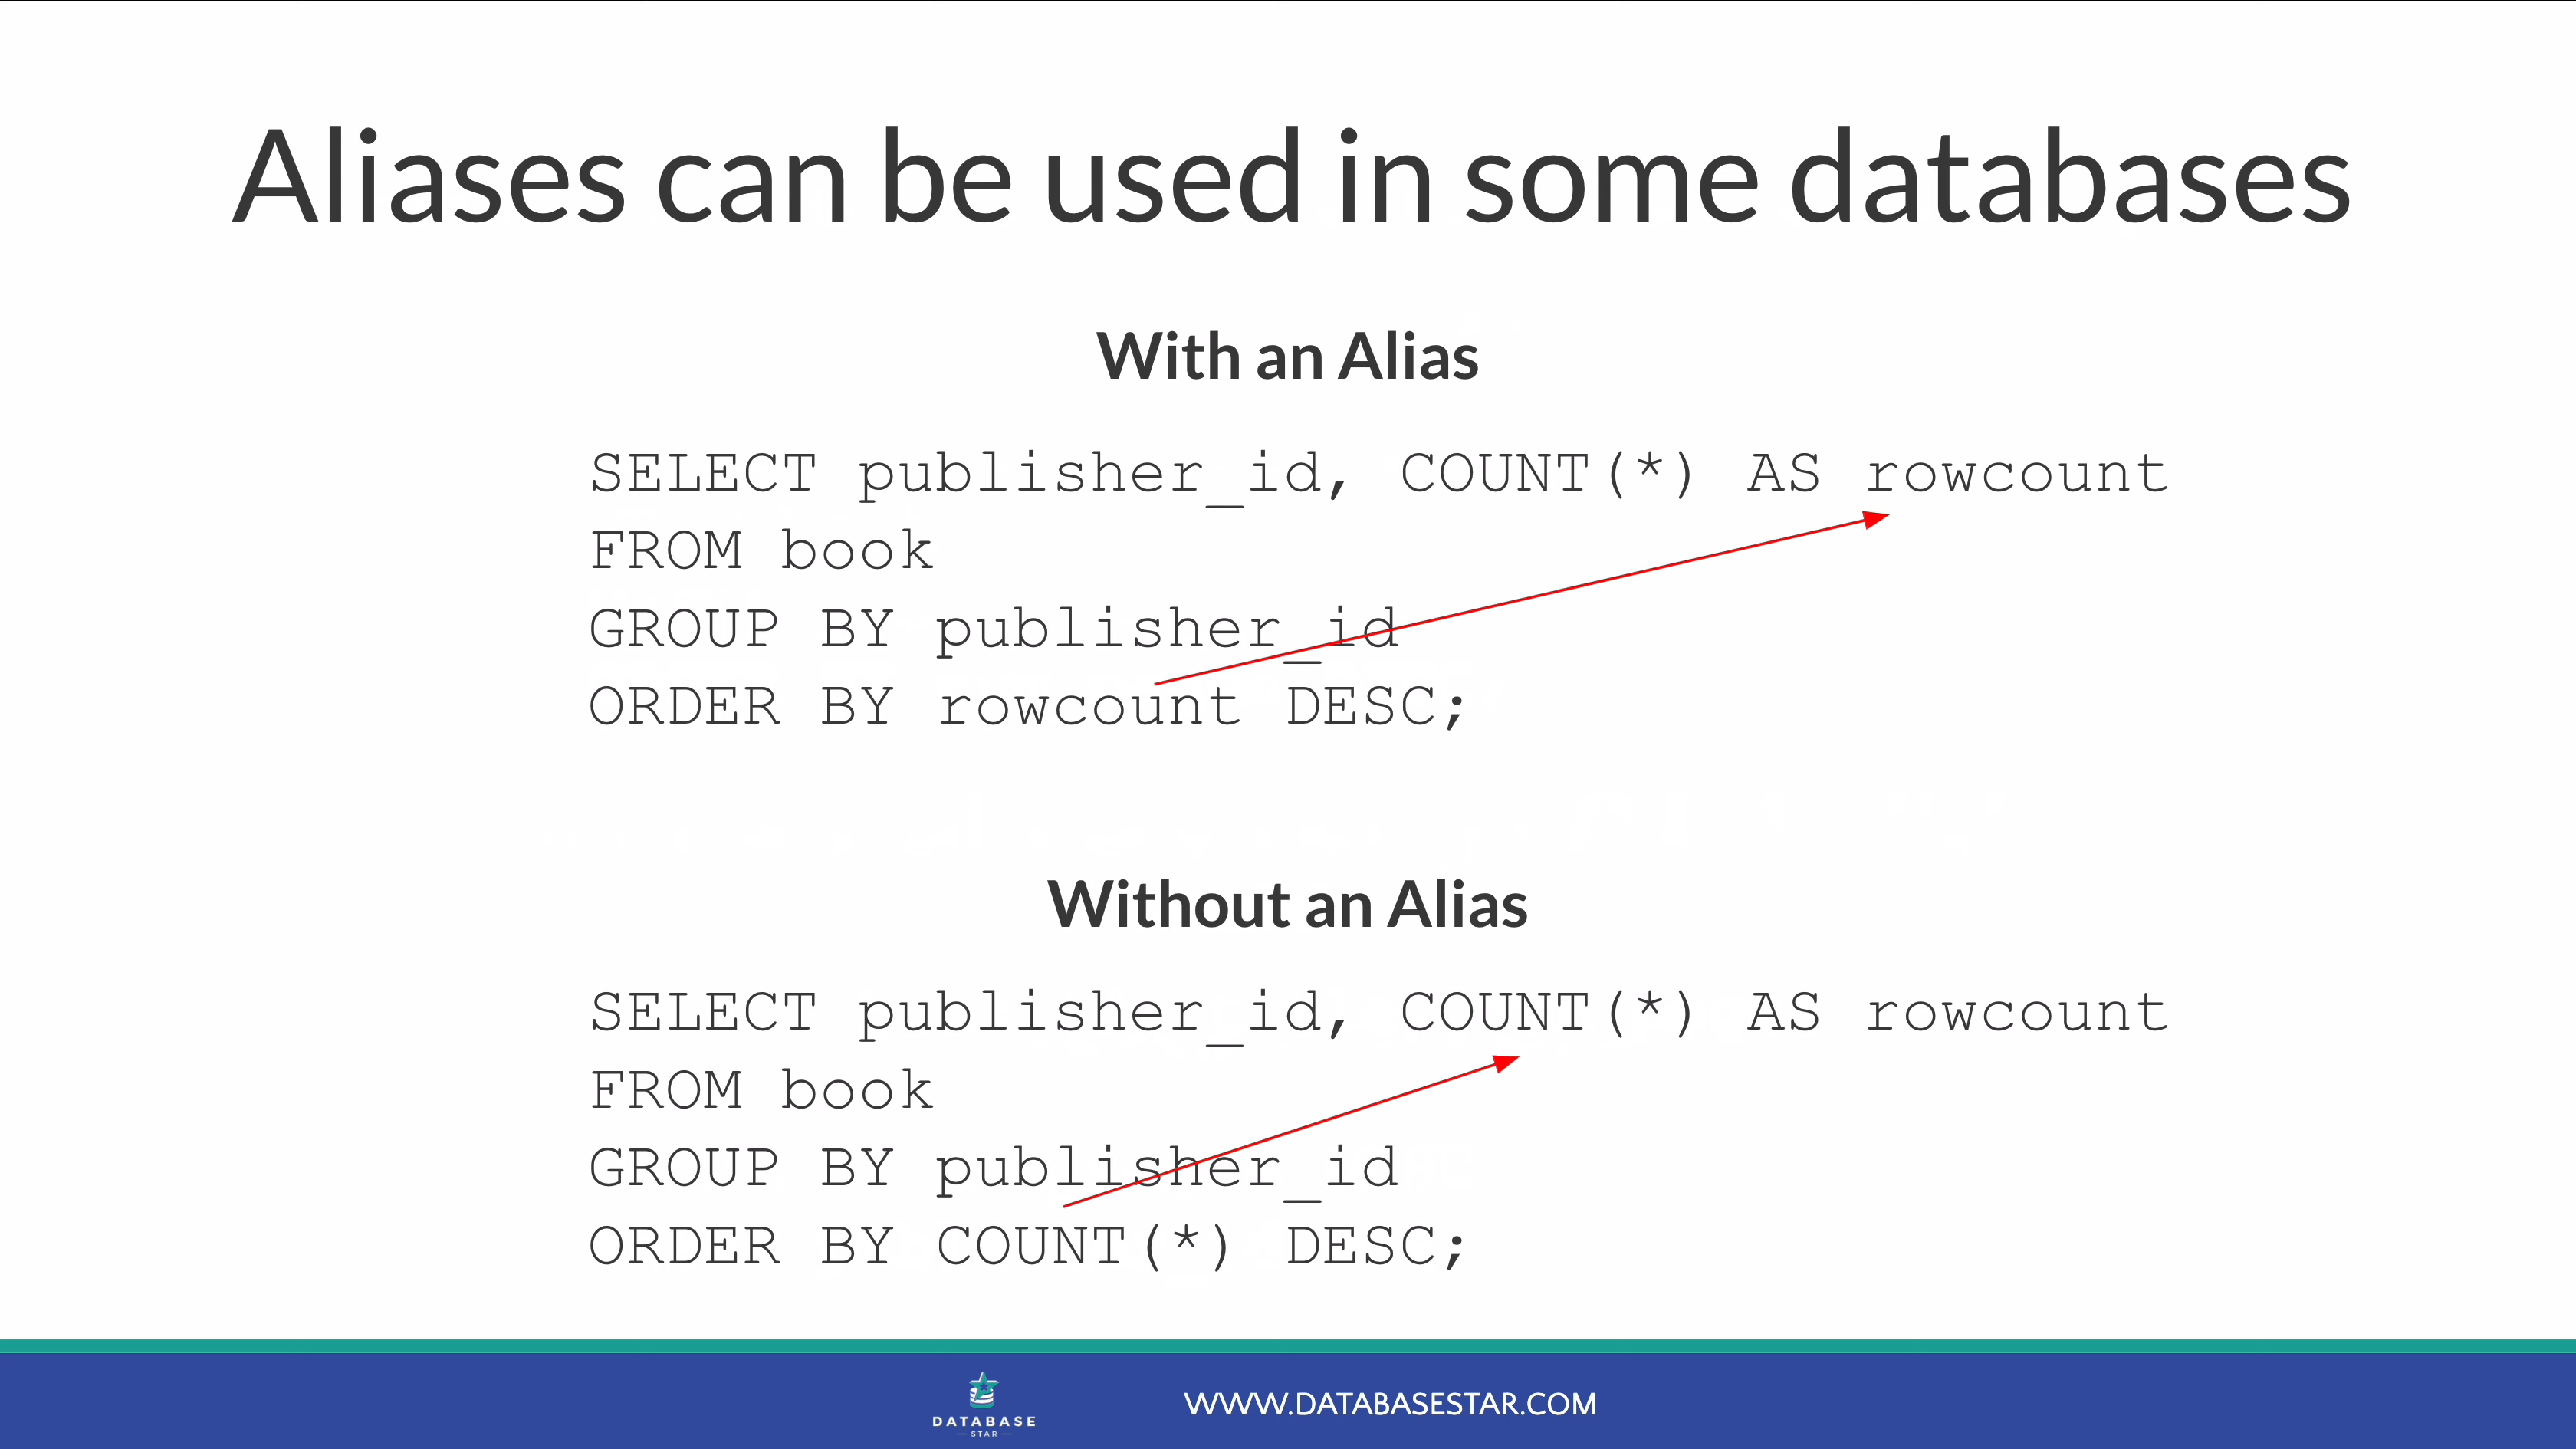 Aliases can be used in some databases
With an Alias
SELECT publisher_id, COUNT(*) AS rowcount
FROM book
GROUP BY publisher_id
ORDER BY rowcount DESC;
Without an Alias
SELECT publisher_id, COUNT(*) AS rowcount
FROM book
GROUP BY publisher_id
ORDER BY COUNT(*) DESC;
DATABASE
STAR
WWW.DATABASESTAR.COM